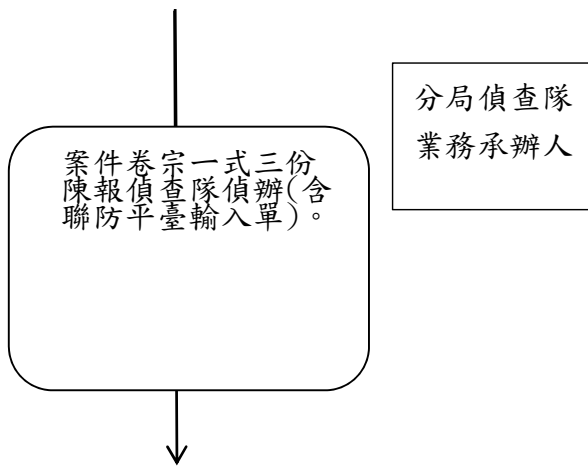 案件卷宗一式三份
陳報偵查隊偵辦(含
聯防平臺輸入單)。
分局偵查隊
業務承辦人